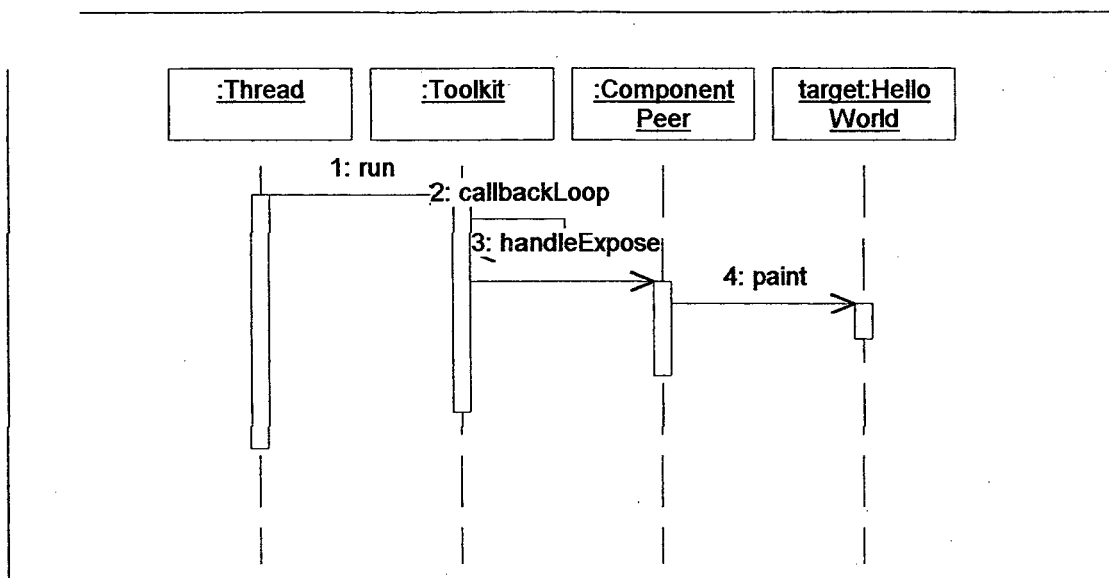 :Thread
:Toolkit
:Component
Peer
target:Hello
World
1: run
2: callbackLoop
3: handleExpose
4: paint